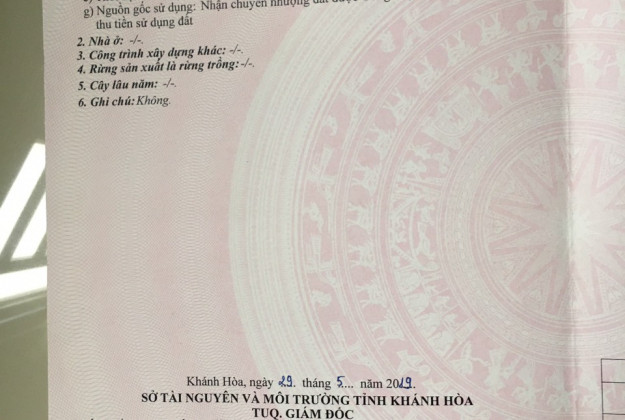 g) Nguồn gốc sử dụng: Nhận chuyển nhượng đất được
thu tiền sử dụng đất
2. Nhà ở: -/-.
3. Công trình xây dựng khác: -/-.
4. Rừng sản xuất là rừng trồng: -/-.
5. Cây lâu năm: -/-.
6. Ghi chú: Không.
Khánh Hòa, ngày 29. tháng 5.... năm 2019.
SỞ TÀI NGUYÊN VÀ MÔI TRƯỜNG TỈNH KHÁNH HÒA
TUQ. GIÁM ĐỐC